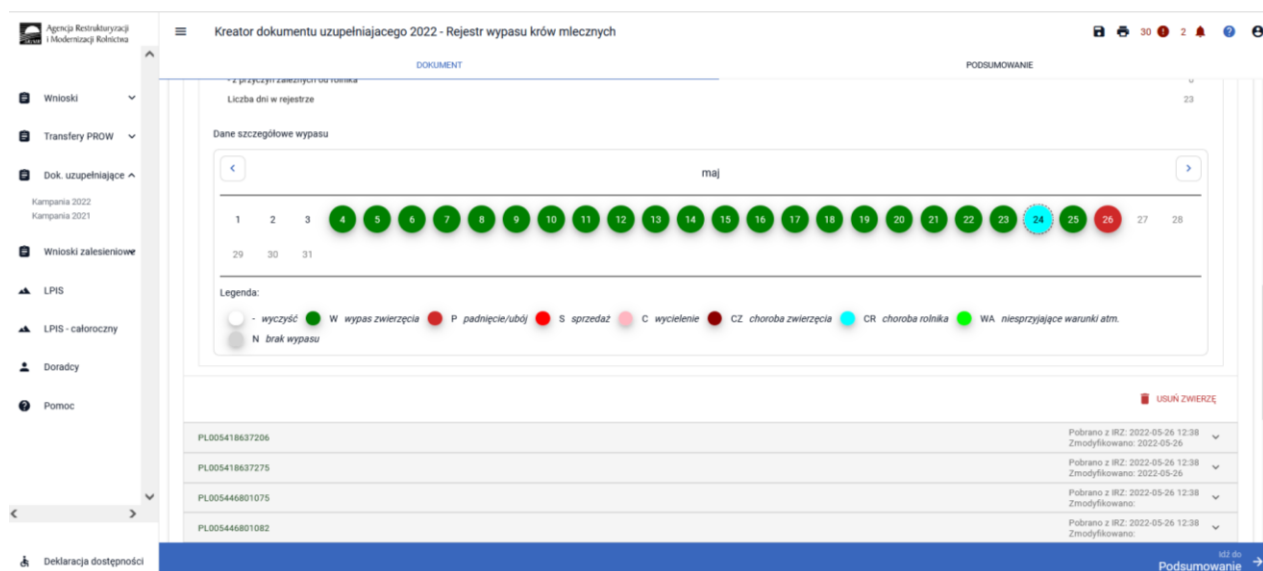 Agencja Restrukturyzacji
i Modernizacji Rolnictwa
Kreator dokumentu uzupełniajacego 2022 - Rejestr wypasu krów mlecznych
30 2
DOKUMENT PODSUMOWANIE
Wnioski
Transfery PROW
Dok. uzupełniające
Kampania 2022
Kampania 2021
Wnioski zalesieniowe
LPIS
LPIS - całoroczny
Doradcy
Pomoc
Deklaracja dostępności
- z przyczyn zależnych od rolnika 0
Liczba dni w rejestrze 23
Dane szczegółowe wypasu
maj
1 2 3 4 5 6 7 8 9 10 11 12 13 14 15 16 17 18 19 20 21 22 23 24 25 26 27 28
29 30 31
Legenda:
- wyczyść W wypas zwierzęcia P padnięcie/ubój S sprzedaż C wycielenie CZ choroba zwierzęcia CR choroba rolnika WA niesprzyjające warunki atm.
N brak wypasu
USUŃ ZWIERZĘ
PL005418637206 Pobrano z IRZ: 2022-05-26 12:38
Zmodyfikowano: 2022-05-26
PL005418637275 Pobrano z IRZ: 2022-05-26 12:38
Zmodyfikowano: 2022-05-26
PL005446801075 Pobrano z IRZ: 2022-05-26 12:38
Zmodyfikowano:
PL005446801082 Pobrano z IRZ: 2022-05-26 12:38
Zmodyfikowano:
Idź do
Podsumowanie